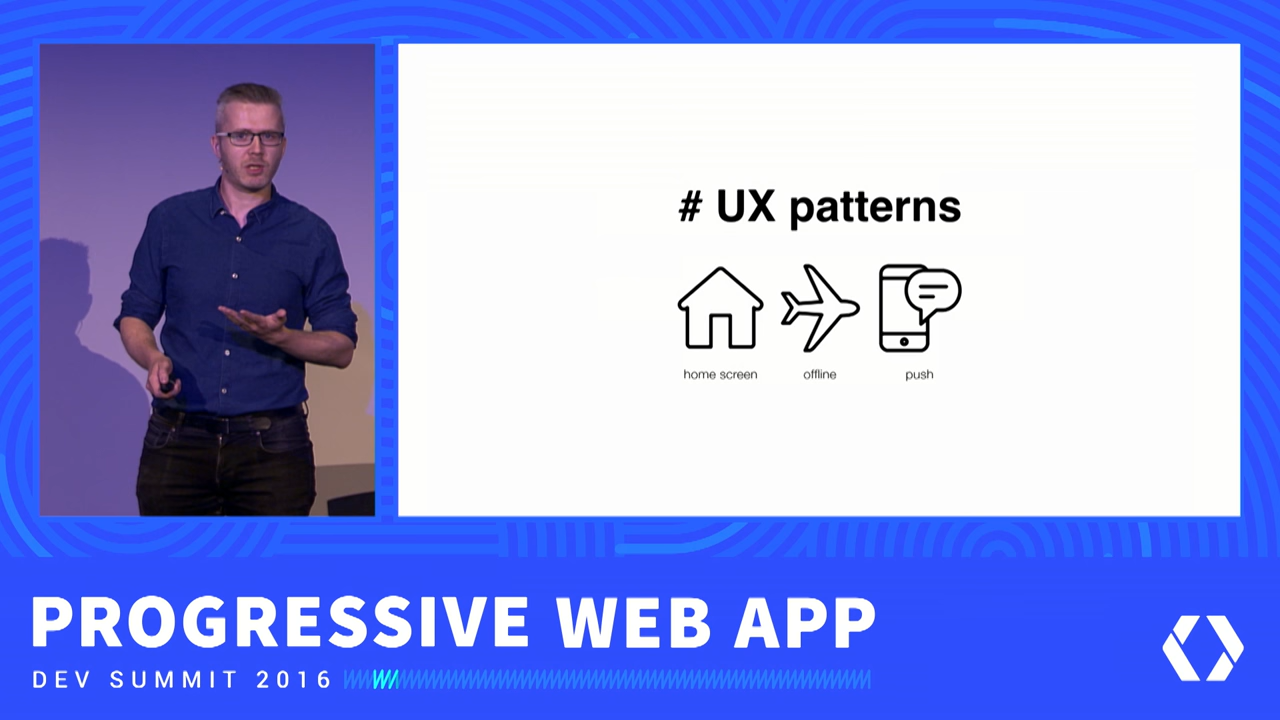 # UX patterns
home screen offline push
PROGRESSIVE WEB APP
DEV SUMMIT 2016